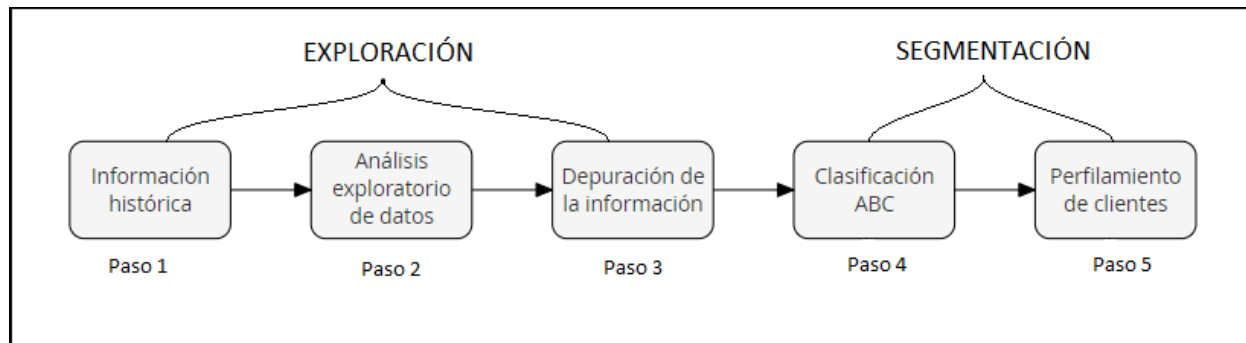 EXPLORACIÓN
SEGMENTACIÓN
Información
histórica
Análisis
exploratorio
de datos
Depuración de
la información
Clasificación
ABC
Perfilamiento
de clientes
Paso 1
Paso 2
Paso 3
Paso 4
Paso 5